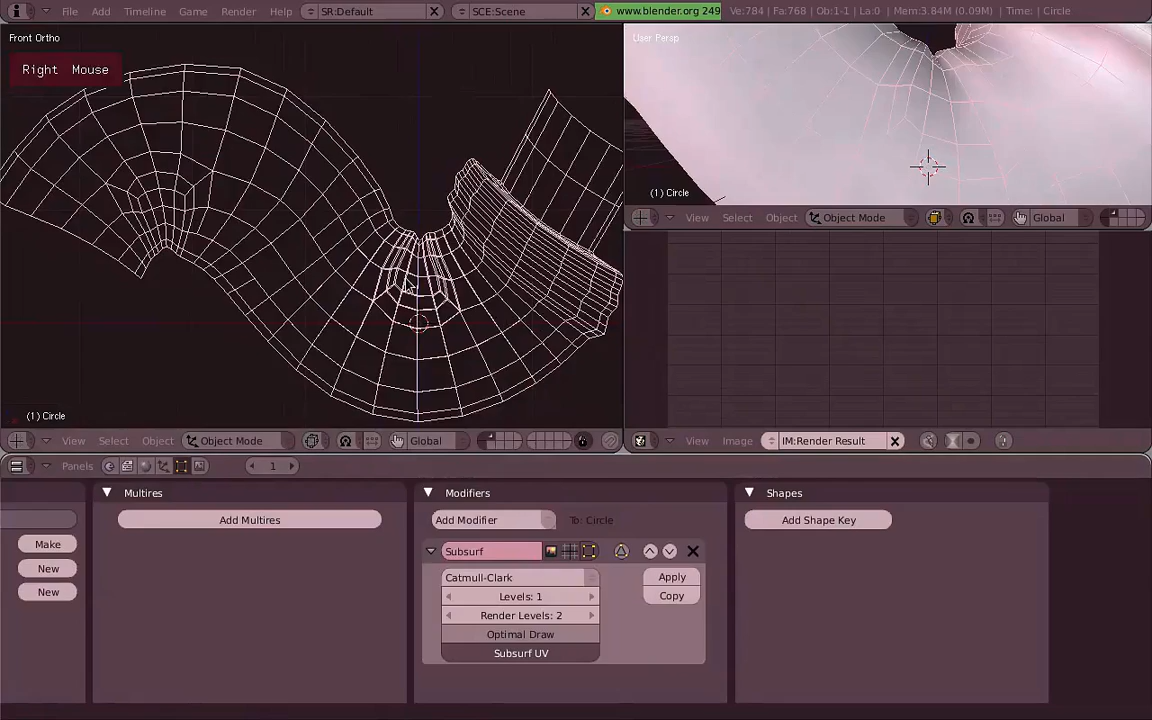 File Add Timeline Game Render Help SR:Default SCE:Scene www.blender.org 249 Ve:784 | Fa:768 | Ob:1-1 | La:0 | Mem:3.84M (0.09M) | Time: | Circle
Front Ortho
User Persp
Right Mouse
(1) Circle
View Select Object Object Mode Global
(1) Circle
View Select Object Object Mode Global
View Image IM:Render Result
Panels 1
Multires
Modifiers
Shapes
Add Multires
Add Modifier To: Circle
Add Shape Key
Make
New
New
Subsurf
Catmull-Clark
Levels: 1
Render Levels: 2
Optimal Draw
Subsurf UV
Apply
Copy